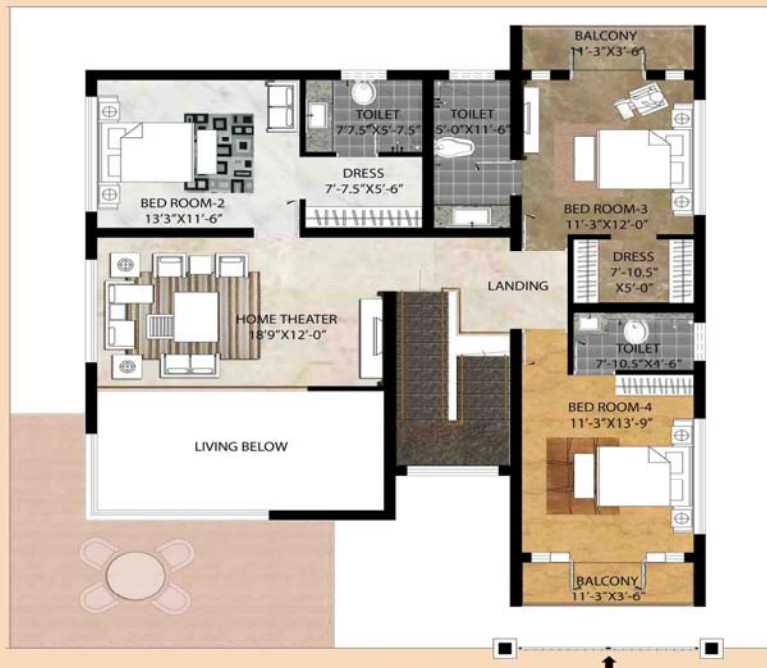 BALCONY
11'-3"X3'-6"
TOILET
7'7.5"X5'-7.5"
TOILET
5'-0"X11'-6"
DRESS
7'-7.5"X5'-6"
BED ROOM-2
13'3"X11'-6"
BED ROOM-3
11'-3"X12'-0"
DRESS
7'-10.5"
X5'-0"
LANDING
HOME THEATER
18'9"X12'-0"
TOILET
7'-10.5"X4'-6"
BED ROOM-4
11'-3"X13'-9"
LIVING BELOW
BALCONY
11'-3"X3'-6"